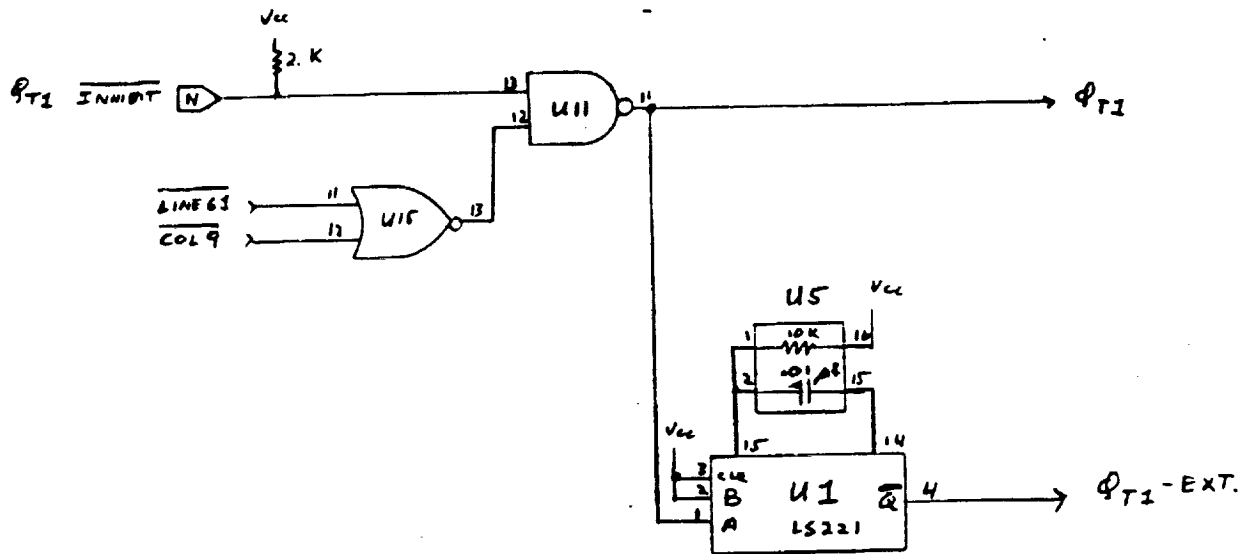 Vcc
2. K
φT1 INHIBIT N
13
U11
11
φT1
12
LINE 61
11
U15
13
COL 9
12
U5
Vcc
1
10K
16
2
.01 μf
15
Vcc
15
14
3 CLR
2 B
U1
Q
4
φT1 - EXT.
1 A
LS221